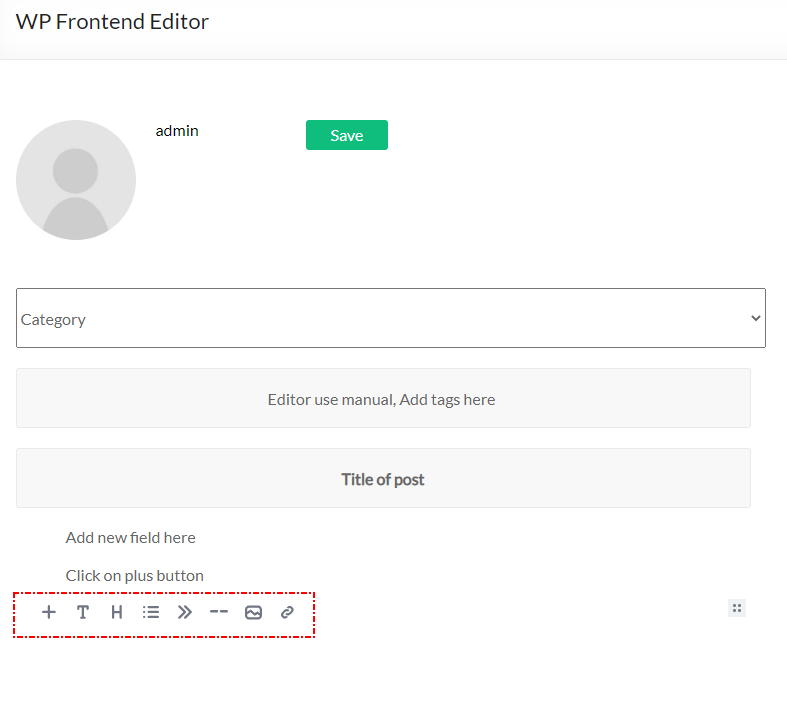 WP Frontend Editor
admin
Save
Category
Editor use manual, Add tags here
Title of post
Add new field here
Click on plus button